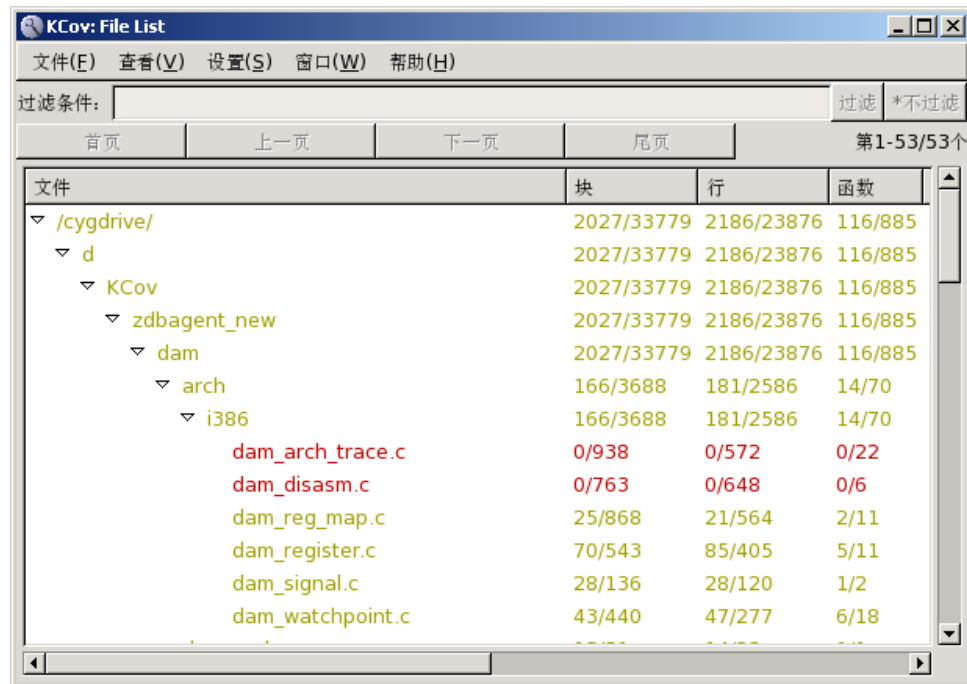 KCov: File List
文件(F) 查看(V) 设置(S) 窗口(W) 帮助(H)
过滤条件: 过滤 *不过滤
首页 上一页 下一页 尾页 第1-53/53个
文件 块 行 函数
/cygdrive/ 2027/33779 2186/23876 116/885
d 2027/33779 2186/23876 116/885
KCov 2027/33779 2186/23876 116/885
zdbagent_new 2027/33779 2186/23876 116/885
dam 2027/33779 2186/23876 116/885
arch 166/3688 181/2586 14/70
i386 166/3688 181/2586 14/70
dam_arch_trace.c 0/938 0/572 0/22
dam_disasm.c 0/763 0/648 0/6
dam_reg_map.c 25/868 21/564 2/11
dam_register.c 70/543 85/405 5/11
dam_signal.c 28/136 28/120 1/2
dam_watchpoint.c 43/440 47/277 6/18